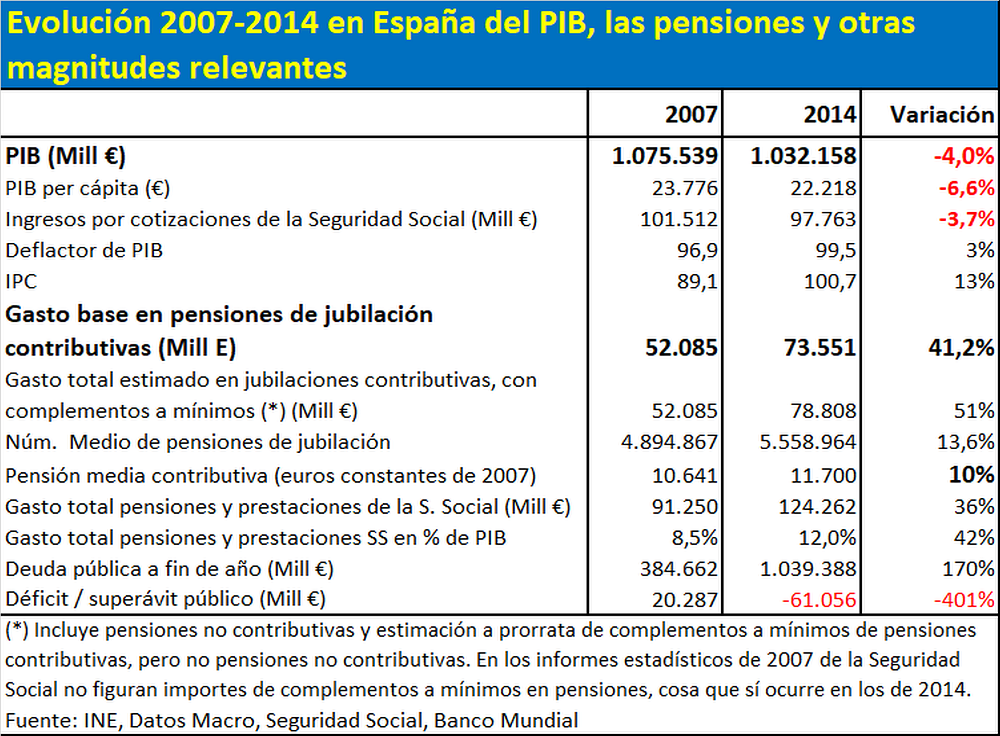 Evolución 2007-2014 en España del PIB, las pensiones y otras
magnitudes relevantes
2007 2014 Variación
PIB (Mill €) 1.075.539 1.032.158 -4,0%
PIB per cápita (€) 23.776 22.218 -6,6%
Ingresos por cotizaciones de la Seguridad Social (Mill €) 101.512 97.763 -3,7%
Deflactor de PIB 96,9 99,5 3%
IPC 89,1 100,7 13%
Gasto base en pensiones de jubilación
contributivas (Mill E) 52.085 73.551 41,2%
Gasto total estimado en jubilaciones contributivas, con
complementos a mínimos (*) (Mill €) 52.085 78.808 51%
Núm.  Medio de pensiones de jubilación 4.894.867 5.558.964 13,6%
Pensión media contributiva (euros constantes de 2007) 10.641 11.700 10%
Gasto total pensiones y prestaciones de la S. Social (Mill €) 91.250 124.262 36%
Gasto total pensiones y prestaciones SS en % de PIB 8,5% 12,0% 42%
Deuda pública a fin de año (Mill €) 384.662 1.039.388 170%
Déficit / superávit público (Mill €) 20.287 -61.056 -401%
(*) Incluye pensiones no contributivas y estimación a prorrata de complementos a mínimos de pensiones
contributivas, pero no pensiones no contributivas. En los informes estadísticos de 2007 de la Seguridad
Social no figuran importes de complementos a mínimos en pensiones, cosa que sí ocurre en los de 2014.
Fuente: INE, Datos Macro, Seguridad Social, Banco Mundial